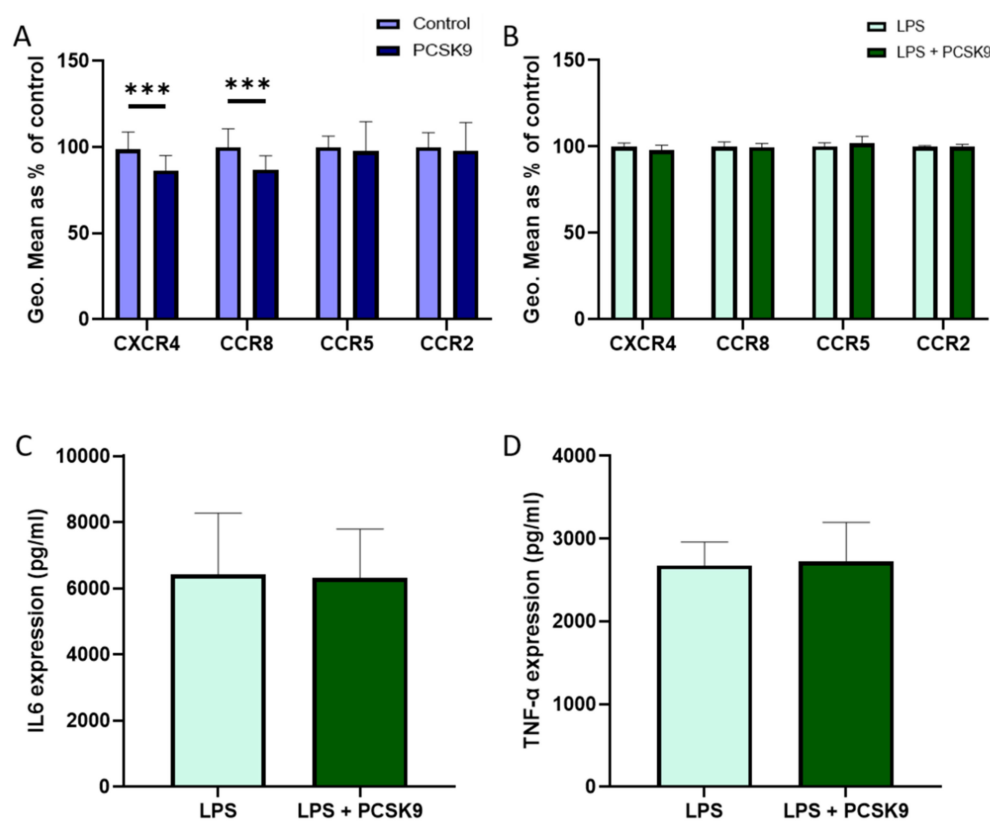 A
Control
PCSK9
Geo. Mean as % of control
150
100
50
0
***
***
CXCR4 CCR8 CCR5 CCR2
B
LPS
LPS + PCSK9
Geo. Mean as % of control
150
100
50
0
CXCR4 CCR8 CCR5 CCR2
C
IL6 expression (pg/ml)
10000
8000
6000
4000
2000
0
LPS LPS + PCSK9
D
TNF-α expression (pg/ml)
4000
3000
2000
1000
0
LPS LPS + PCSK9